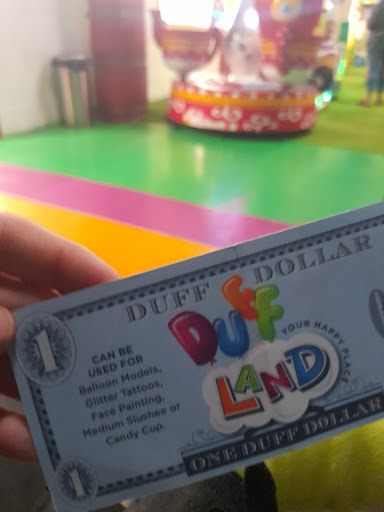 DUFF DOLLAR
1
CAN BE
USED FOR
Balloon Models,
Glitter Tattoos,
Face Painting,
Medium Slushee or
Candy Cup.
DUFF
LAND
YOUR HAPPY PLACE
1
ONE DUFF DOLLAR